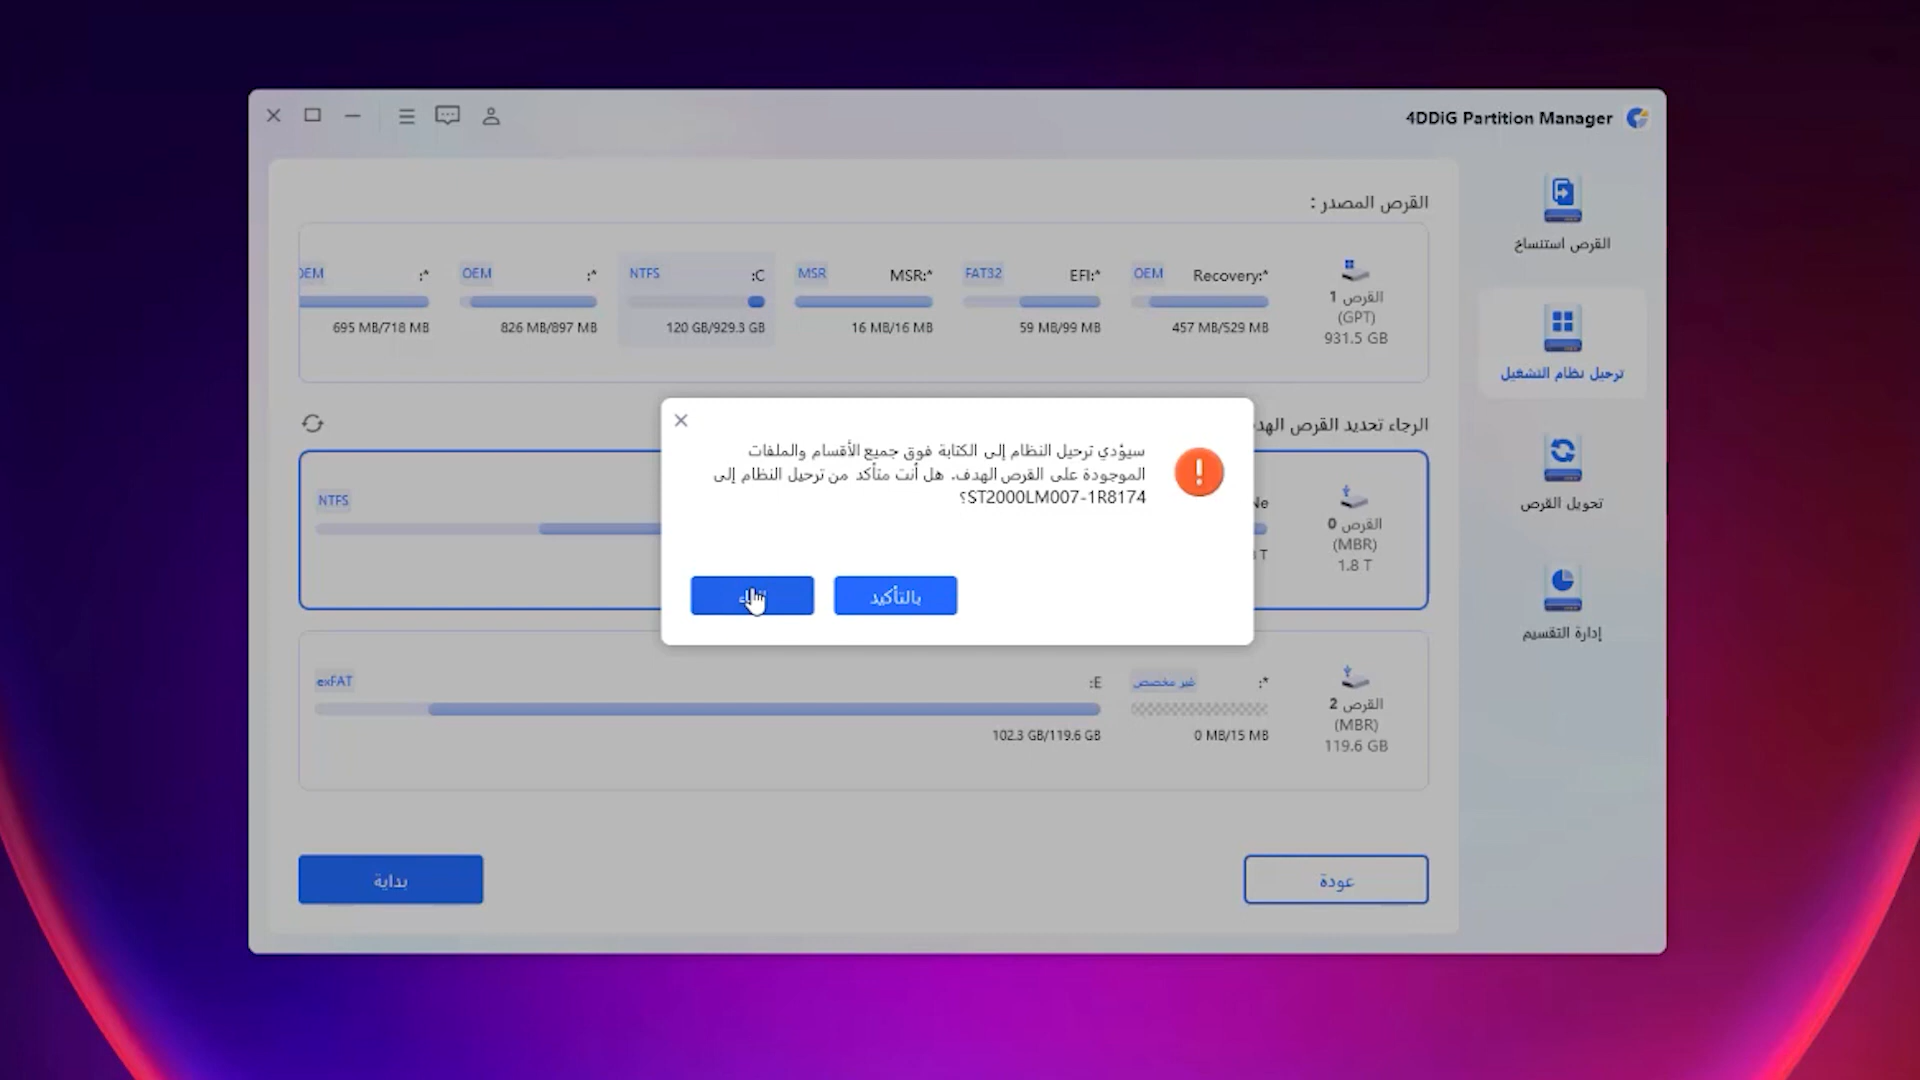 4DDiG Partition Manager
القرص استنساخ
ترحيل نظام التشغيل
تحويل القرص
إدارة التقسيم
القرص المصدر :
القرص 1
(GPT)
931.5 GB
Recovery:*
OEM
457 MB/529 MB
EFI:*
FAT32
59 MB/99 MB
MSR:*
MSR
16 MB/16 MB
C:
NTFS
120 GB/929.3 GB
*:
OEM
826 MB/897 MB
*:
695 MB/718 MB
الرجاء تحديد القرص
القرص 0
(MBR)
1.8 T
NTFS
سيؤدي ترحيل النظام إلى الكتابة فوق جميع الأقسام والملفات
الموجودة على القرص الهدف. هل أنت متأكد من ترحيل النظام إلى
ST2000LM007-1R8174؟
بالتأكيد
القرص 2
(MBR)
119.6 GB
*:
غير مخصص
0 MB/15 MB
E:
exFAT
102.3 GB/119.6 GB
عودة
بداية